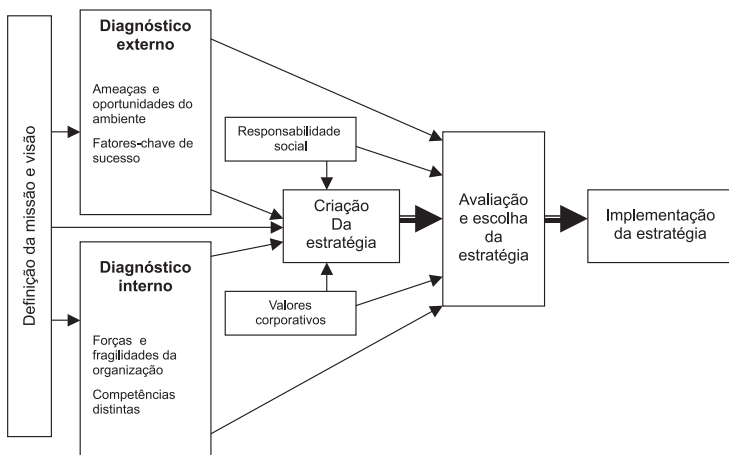 Definição da missão e visão
Diagnóstico
externo
Ameaças e
oportunidades do
ambiente
Fatores-chave de
sucesso
Diagnóstico
interno
Forças e
fragilidades da
organização
Competências
distintas
Responsabilidade
social
Criação
Da
estratégia
Valores
corporativos
Avaliação
e escolha
da
estratégia
Implementação
da estratégia